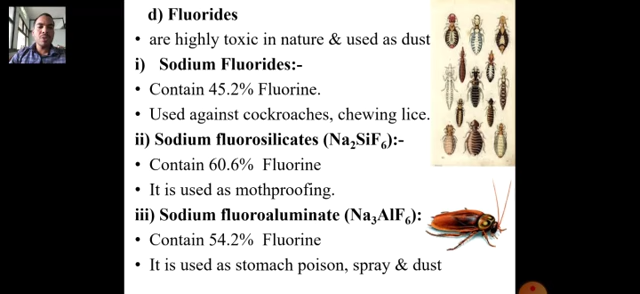 d) Fluorides
• are highly toxic in nature & used as dust
i) Sodium Fluorides:-
• Contain 45.2% Fluorine.
• Used against cockroaches, chewing lice.
ii) Sodium fluorosilicates (Na₂SiF₆):-
• Contain 60.6% Fluorine
• It is used as mothproofing.
iii) Sodium fluoroaluminate (Na₃AlF₆):
• Contain 54.2% Fluorine
• It is used as stomach poison, spray & dust